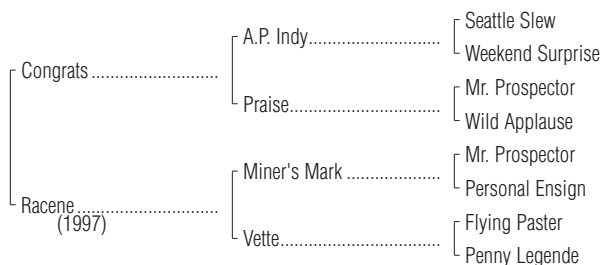 Seattle Slew
A.P. Indy........................................
Weekend Surprise
Congrats ......................................
Mr. Prospector
Praise.............................................
Wild Applause
Mr. Prospector
Miner's Mark ............................
Personal Ensign
Racene...........................................
(1997)
Flying Paster
Vette................................................
Penny Legende